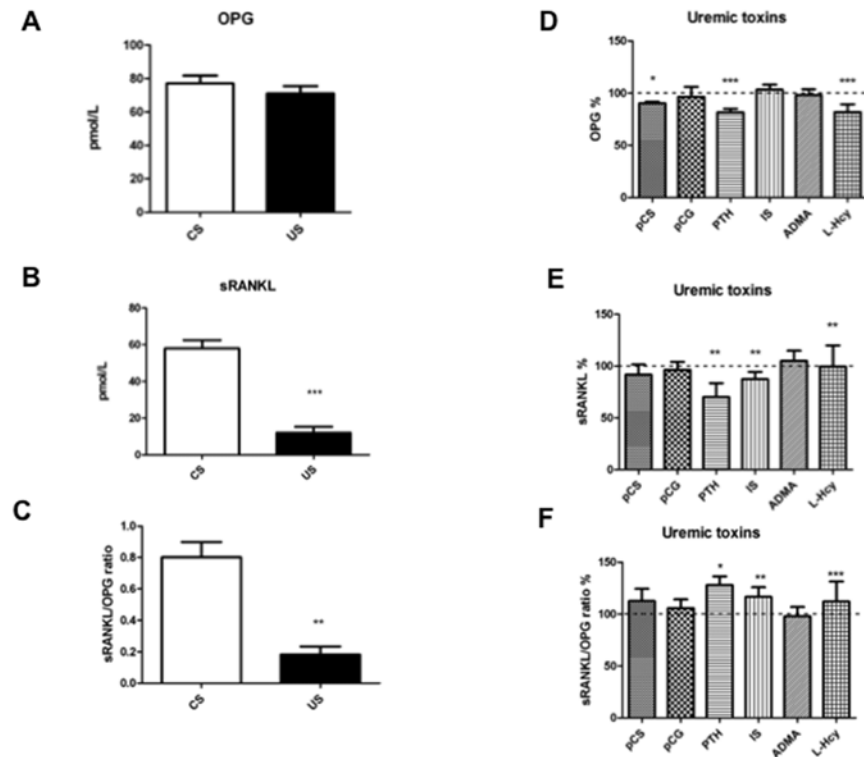 A
OPG
pmol/L
100
80
60
40
20
0
CS
US
B
sRANKL
pmol/L
60
40
20
0
***
CS
US
C
sRANKL/OPG ratio
1.0
0.8
0.6
0.4
0.2
0.0
**
CS
US
D
Uremic toxins
OPG %
150
100
50
0
* *** ***
pCS
pCG
PTH
IS
ADMA
L-Hcy
E
Uremic toxins
sRANKL %
150
100
50
0
** ** **
pCS
pCG
PTH
IS
ADMA
L-Hcy
F
Uremic toxins
sRANKL/OPG ratio %
150
100
50
0
* ** ***
pCS
pCG
PTH
IS
ADMA
L-Hcy